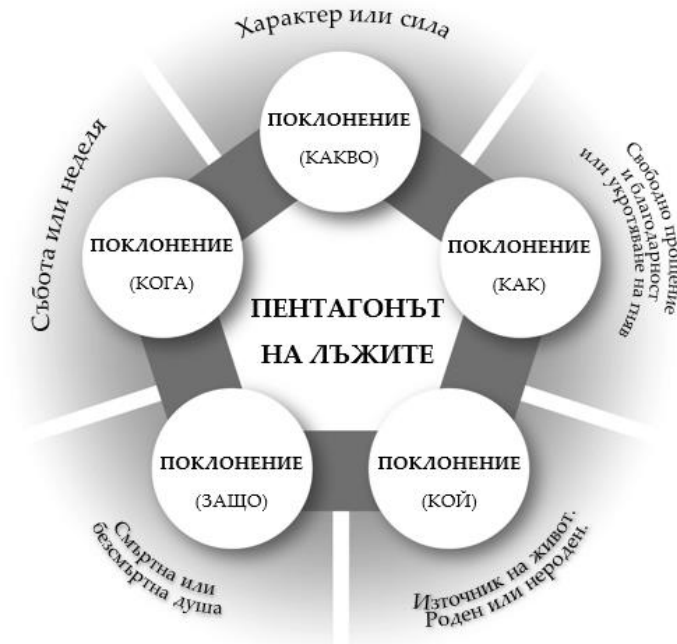 Характер или сила
ПОКЛОНЕНИЕ
(КАКВО)
Свободно прощение
и благодарност
или укротяване на гняв
ПОКЛОНЕНИЕ
(КАК)
Събота или неделя
ПОКЛОНЕНИЕ
(КОГА)
ПЕНТАГОНЪТ
НА ЛЪЖИТЕ
ПОКЛОНЕНИЕ
(ЗАЩО)
Смъртна или
безсмъртна душа
ПОКЛОНЕНИЕ
(КОЙ)
Източник на живот.
Роден или нероден.